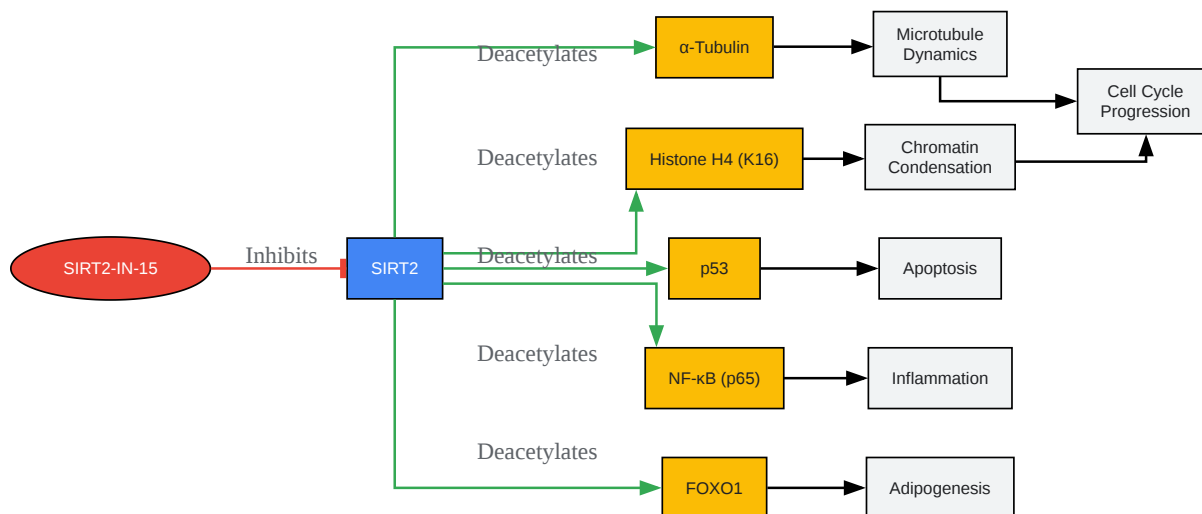 Deacetylates
α-Tubulin
Microtubule
Dynamics
Cell Cycle
Progression
Deacetylates
Histone H4 (K16)
Chromatin
Condensation
SIRT2-IN-15
Inhibits
SIRT2
Deacetylates
p53
Apoptosis
Deacetylates
NF-κB (p65)
Inflammation
Deacetylates
FOXO1
Adipogenesis